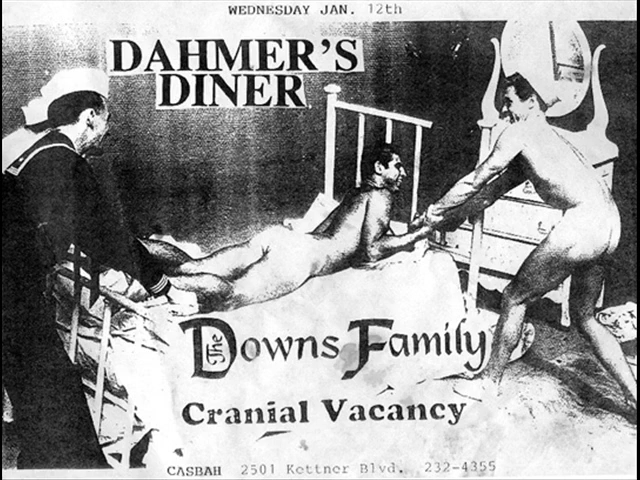 WEDNESDAY JAN. 12th
DAHMER'S
DINER
The Downs Family
Cranial Vacancy
CASBAH 2501 Kettner Blvd. 232-4355